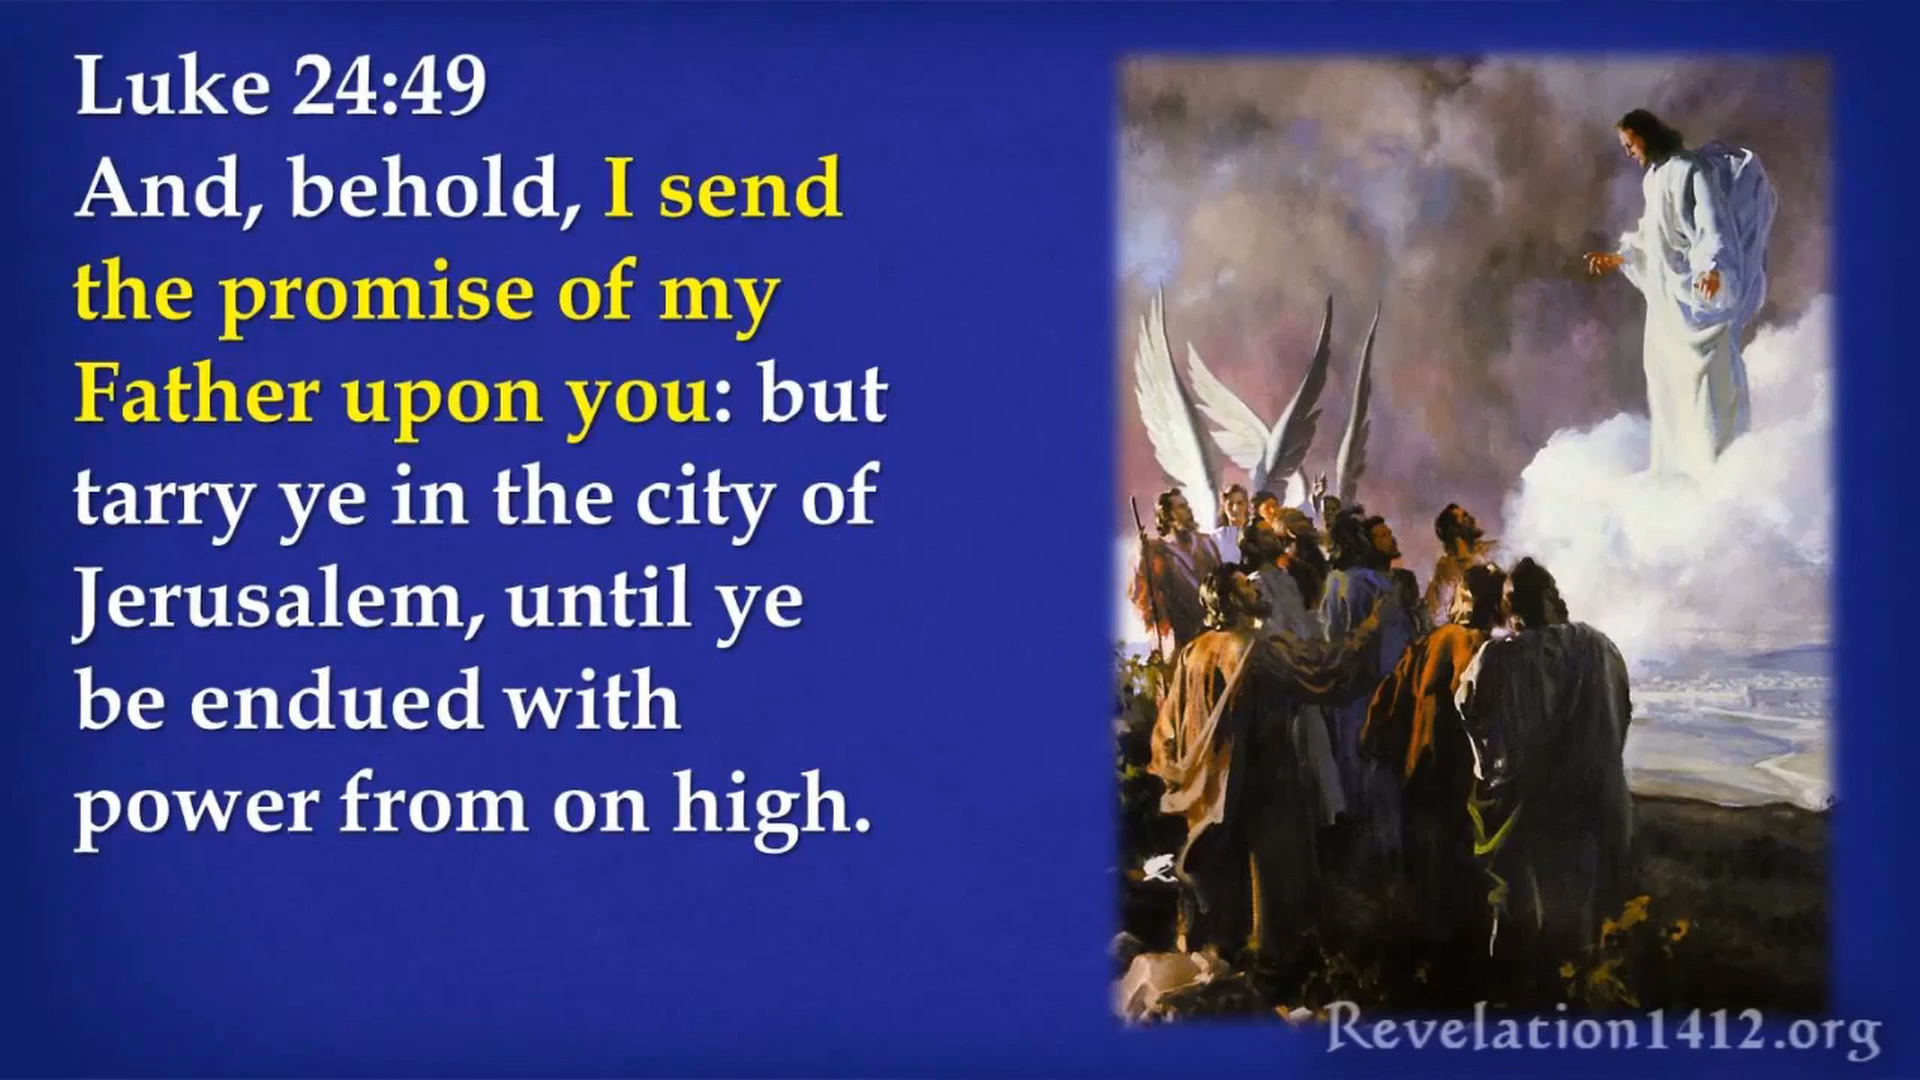 Luke 24:49
And, behold, I send
the promise of my
Father upon you: but
tarry ye in the city of
Jerusalem, until ye
be endued with
power from on high.
Revelation1412.org